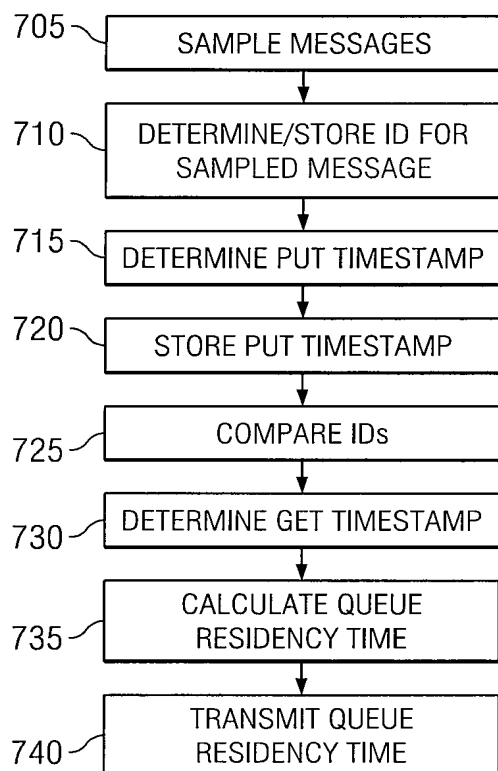 705 SAMPLE MESSAGES
710 DETERMINE/STORE ID FOR
SAMPLED MESSAGE
715 DETERMINE PUT TIMESTAMP
720 STORE PUT TIMESTAMP
725 COMPARE IDs
730 DETERMINE GET TIMESTAMP
735 CALCULATE QUEUE
RESIDENCY TIME
740 TRANSMIT QUEUE
RESIDENCY TIME